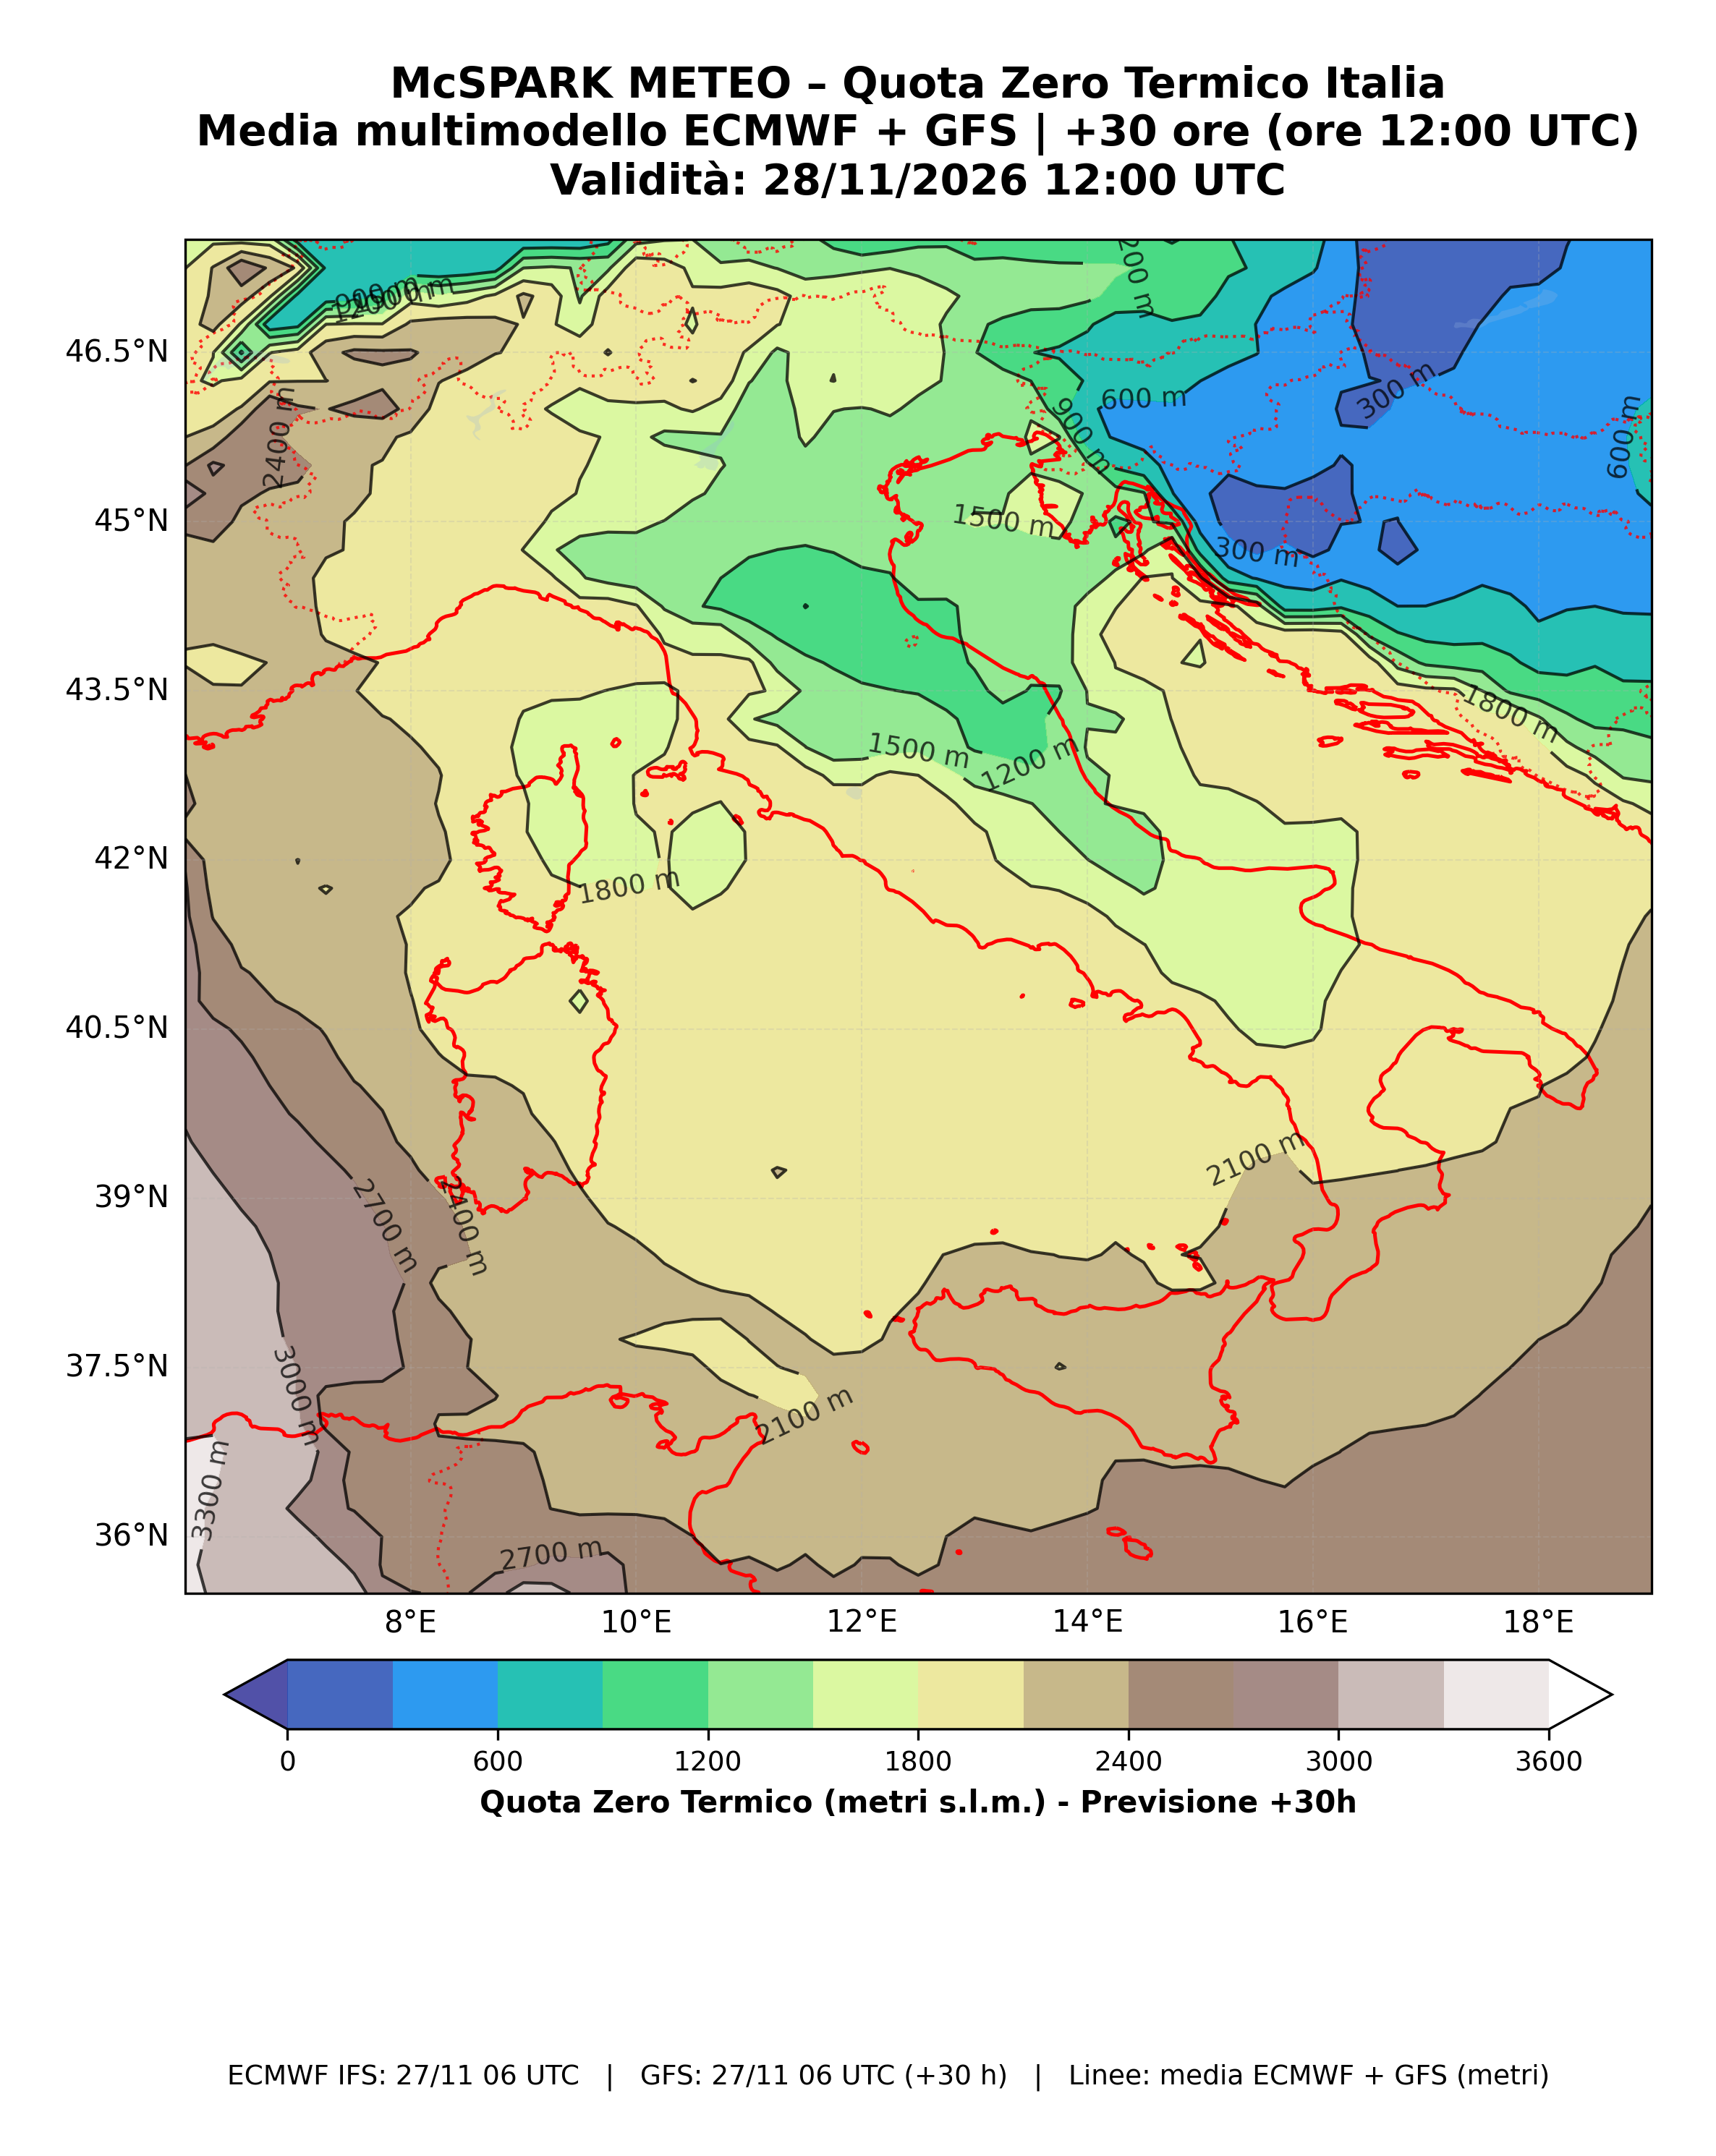 McSPARK METEO – Quota Zero Termico Italia
Media multimodello ECMWF + GFS | +30 ore (ore 12:00 UTC)
Validità: 28/11/2026 12:00 UTC
900 m
1200 m
1500 m
46.5°N
600 m
300 m
600 m
2400 m
900 m
45°N
1500 m
300 m
43.5°N
1800 m
1500 m
1200 m
42°N
1800 m
40.5°N
2100 m
39°N
2700 m
2400 m
37.5°N
3000 m
2100 m
3300 m
36°N
2700 m
8°E 10°E 12°E 14°E 16°E 18°E
0 600 1200 1800 2400 3000 3600
Quota Zero Termico (metri s.l.m.) - Previsione +30h
ECMWF IFS: 27/11 06 UTC | GFS: 27/11 06 UTC (+30 h) | Linee: media ECMWF + GFS (metri)